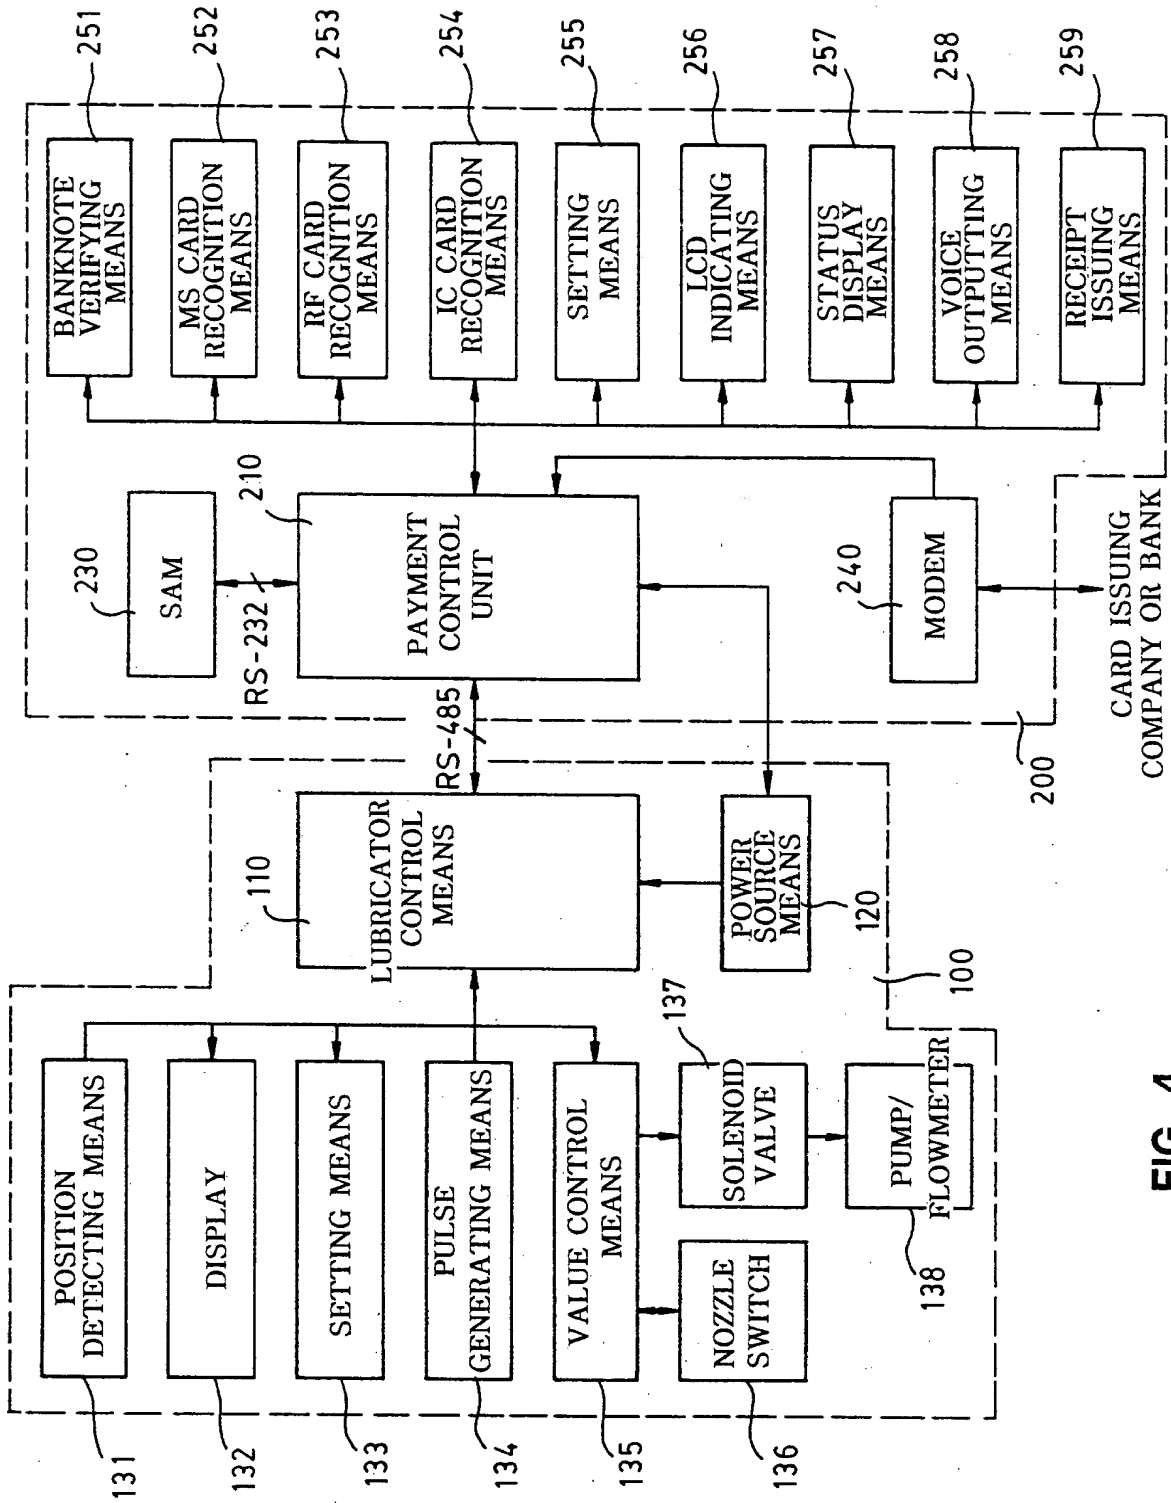 131
POSITION
DETECTING MEANS
132
DISPLAY
133
SETTING MEANS
134
PULSE
GENERATING MEANS
135
VALUE CONTROL
MEANS
136
NOZZLE
SWITCH
137
SOLENOID
VALVE
138
PUMP/
FLOWMETER
100
110
LUBRICATOR
CONTROL
MEANS
120
POWER
SOURCE
MEANS
RS-485
200
230
SAM
RS-232
210
PAYMENT
CONTROL
UNIT
240
MODEM
CARD ISSUING
COMPANY OR BANK
BANKNOTE
VERIFYING
MEANS
251
MS CARD
RECOGNITION
MEANS
252
RF CARD
RECOGNITION
MEANS
253
IC CARD
RECOGNITION
MEANS
254
SETTING
MEANS
255
LCD
INDICATING
MEANS
256
STATUS
DISPLAY
MEANS
257
VOICE
OUTPUTTING
MEANS
258
RECEIPT
ISSUING
MEANS
259
FIG. 4